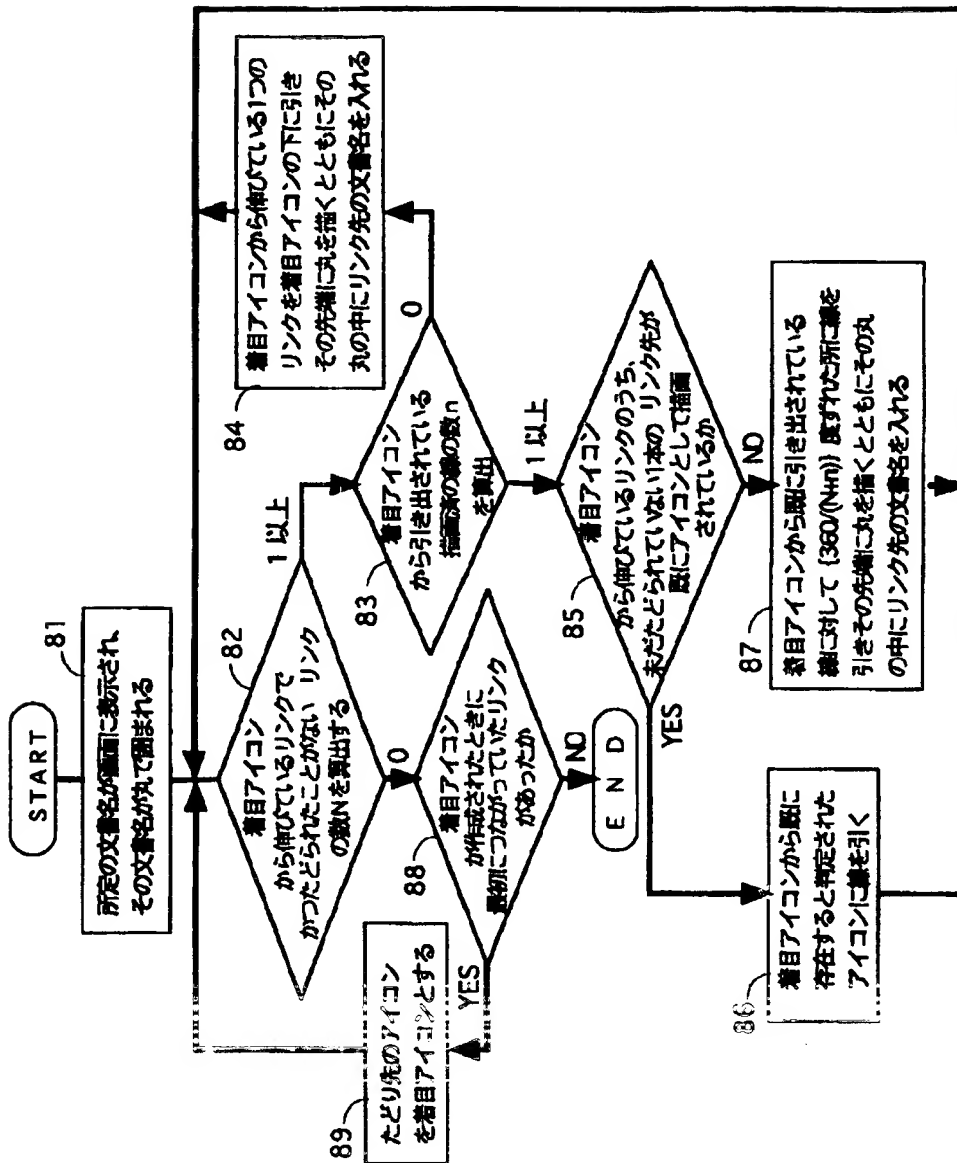 START
81
所定の文書名が画面に表示され、
その文書名が丸で囲まれる
82
着目アイコン
から伸びているリンクで
かつたどられたことがない リンク
の数Nを算出する
1以上
0
83
着目アイコン
から引き出されている
描画済の線の数n
を算出
0
1以上
84
着目アイコンから伸びている1つの
リンクを着目アイコンの下に引き
その先端に丸を描くとともにその
丸の中にリンク先の文書名を入れる
85
着目アイコン
から伸びているリンクのうち、
未だたどられていない1本の リンク先が
既にアイコンとして描画
されているか
YES
NO
86
着目アイコンから既に
存在すると判定された
アイコンに線を引く
87
着目アイコンから既に引き出されている
線に対して {360/(N+n)} 度ずれた所に線を
引きその先端に丸を描くとともにその丸
の中にリンク先の文書名を入れる
88
着目アイコン
が作成されたときに
最初につながっていたリンク
があったか
YES
NO
89
たどり先のアイコン
を着目アイコンとする
END